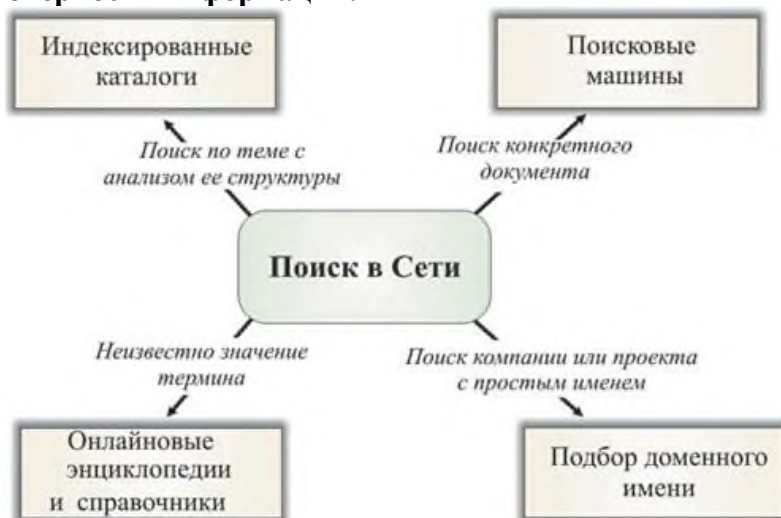 Индексированные
каталоги
Поисковые
машины
Поиск по теме с
анализом ее структуры
Поиск конкретного
документа
Поиск в Сети
Неизвестно значение
термина
Поиск компании или проекта
с простым именем
Онлайновые
энциклопедии
и справочники
Подбор доменного
имени